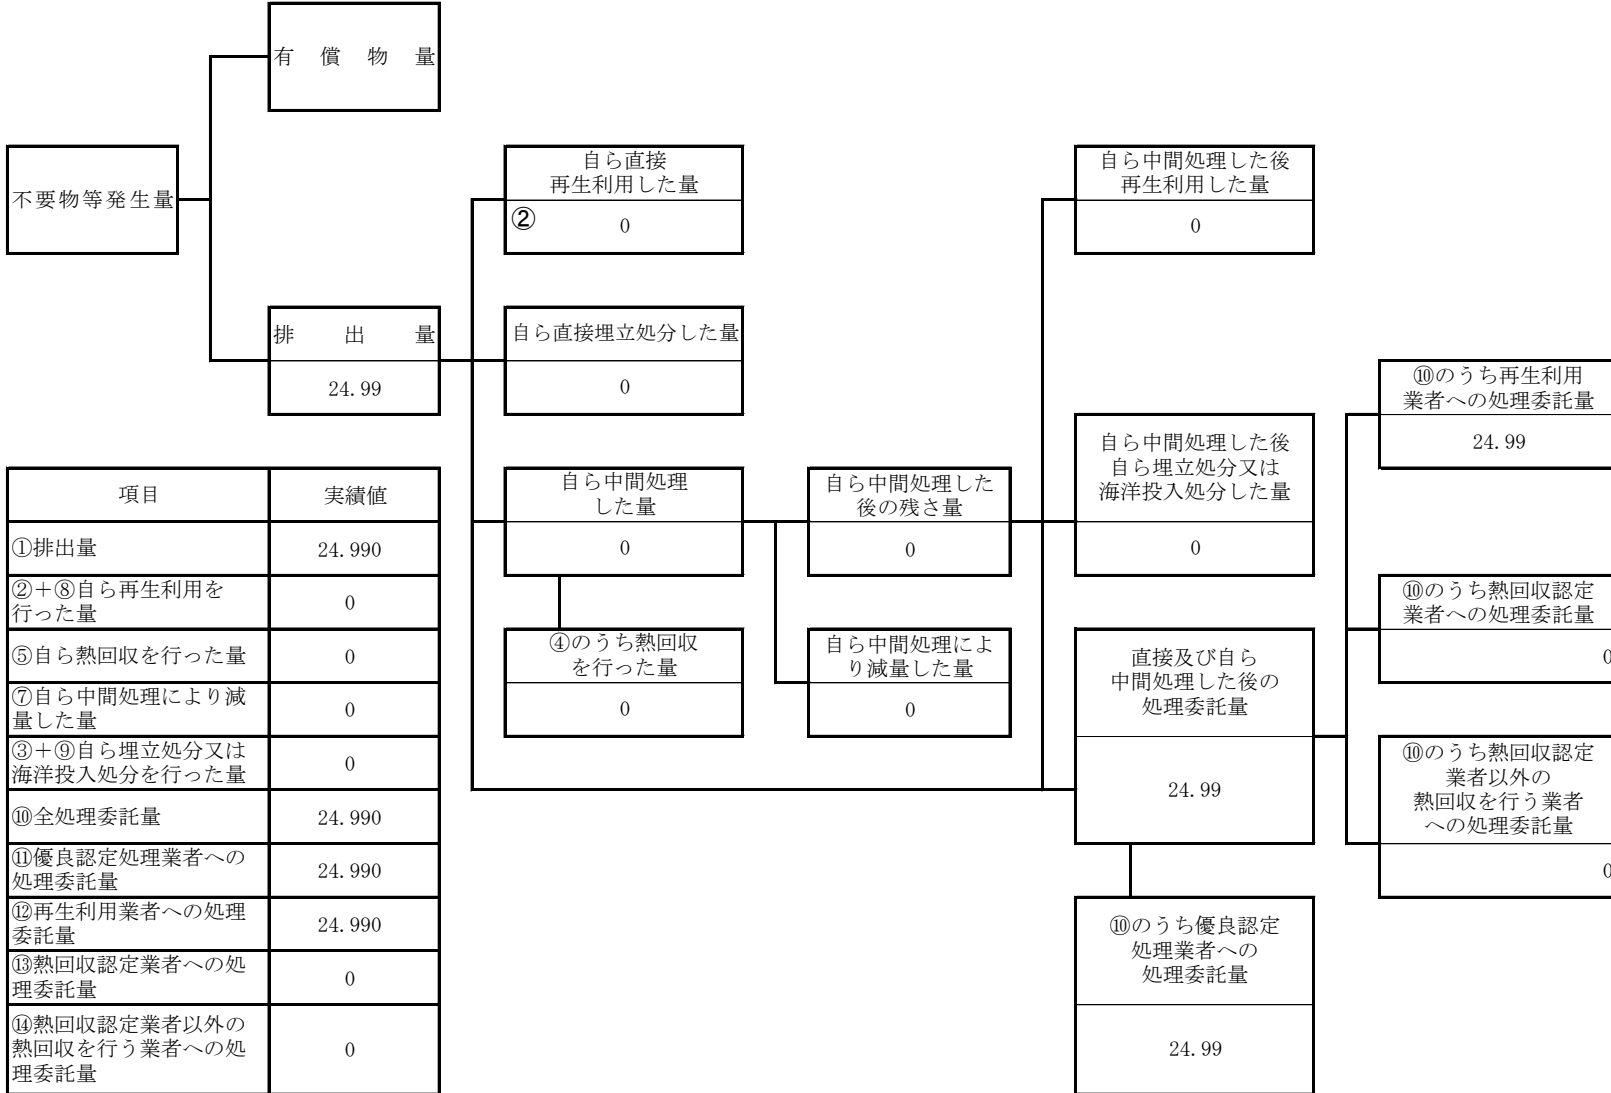 有償物量
不要物等発生量
自ら直接
再生利用した量
②
0
自ら中間処理した後
再生利用した量
0
排出量
24.99
自ら直接埋立処分した量
0
⑩のうち再生利用
業者への処理委託量
24.99
自ら中間処理した後
自ら埋立処分又は
海洋投入処分した量
0
自ら中間処理
した量
0
自ら中間処理した
後の残さ量
0
④のうち熱回収
を行った量
0
自ら中間処理によ
り減量した量
0
⑩のうち熱回収認定
業者への処理委託量
0
直接及び自ら
中間処理した後の
処理委託量
24.99
⑩のうち熱回収認定
業者以外の
熱回収を行う業者
への処理委託量
0
⑩のうち優良認定
処理業者への
処理委託量
24.99
項目 実績値
①排出量 24.990
②＋⑧自ら再生利用を
行った量 0
⑤自ら熱回収を行った量 0
⑦自ら中間処理により減
量した量 0
③＋⑨自ら埋立処分又は
海洋投入処分を行った量 0
⑩全処理委託量 24.990
⑪優良認定処理業者への
処理委託量 24.990
⑫再生利用業者への処理
委託量 24.990
⑬熱回収認定業者への処
理委託量 0
⑭熱回収認定業者以外の
熱回収を行う業者への処
理委託量 0